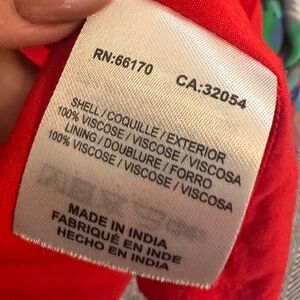 RN:66170 CA:32054
SHELL / COQUILLE / EXTERIOR
100% VISCOSE / VISCOSE / VISCOSA
LINING / DOUBLURE / FORRO
100% VISCOSE / VISCOSE / VISCOSA
MADE IN INDIA
FABRIQUÉ EN INDE
HECHO EN INDIA